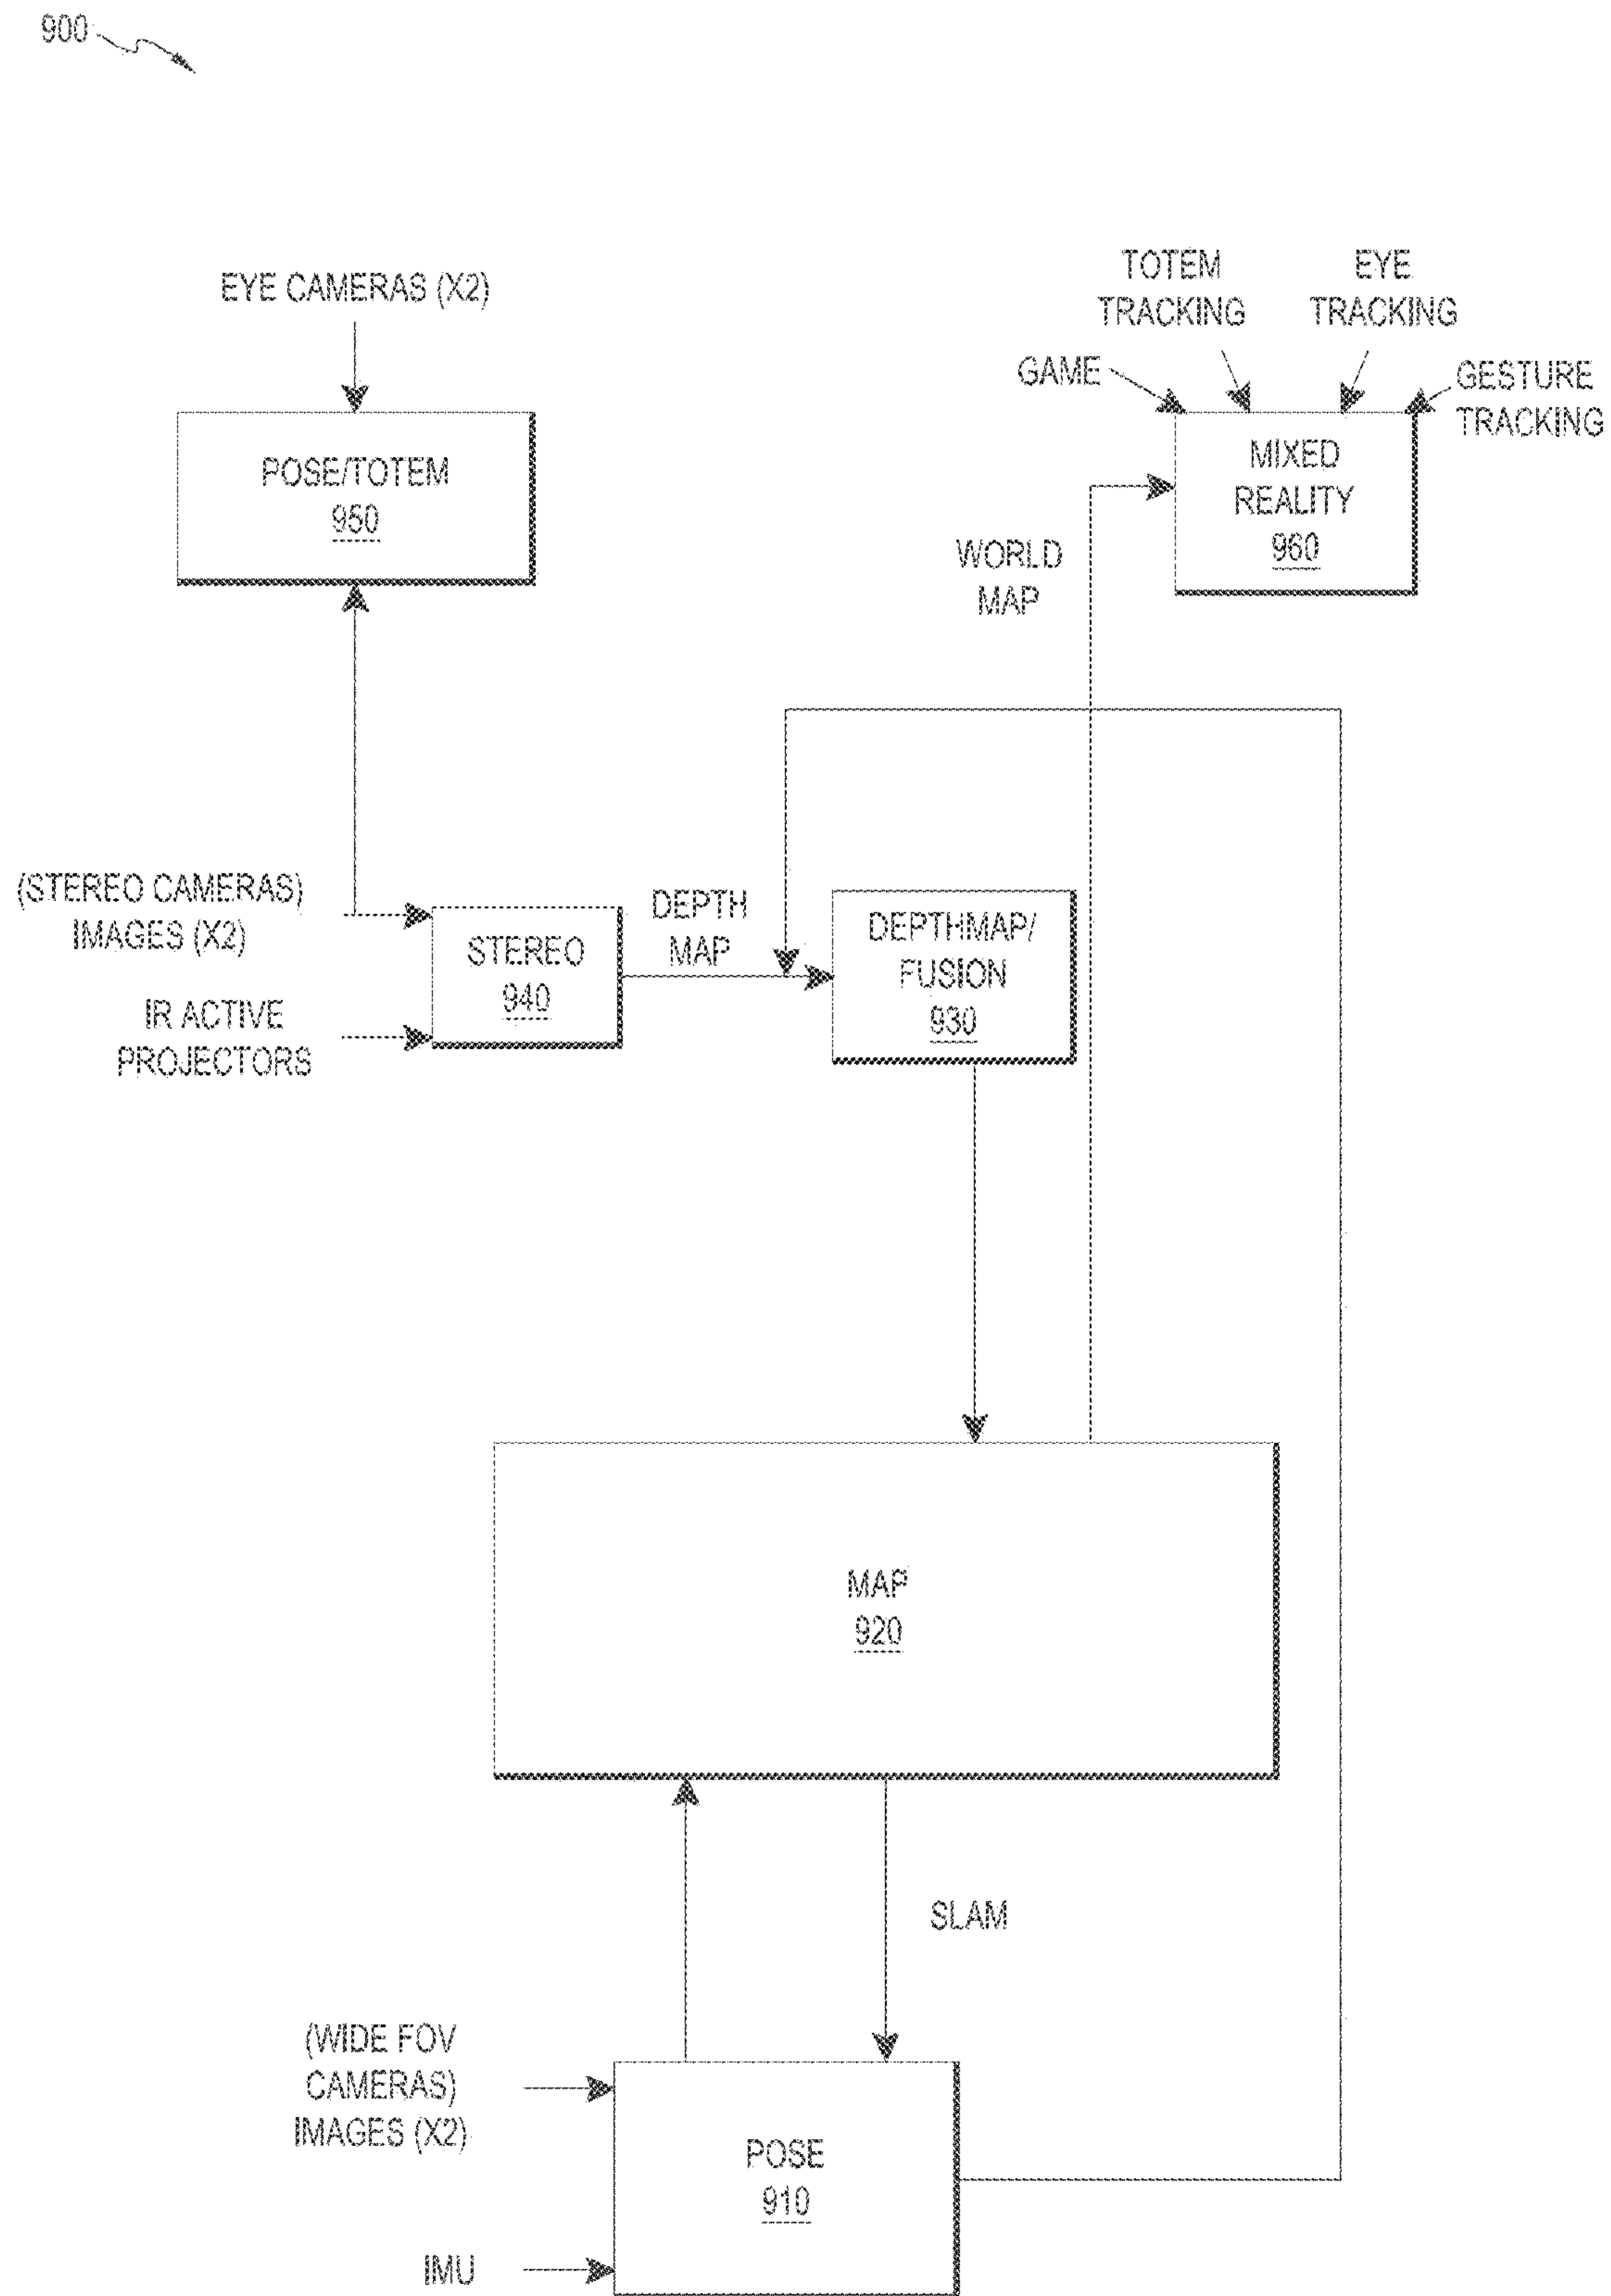 900
EYE CAMERAS (X2)
POSE/TOTEM
950
TOTEM
TRACKING
EYE
TRACKING
GAME
GESTURE
TRACKING
MIXED
REALITY
960
WORLD
MAP
(STEREO CAMERAS)
IMAGES (X2)
IR ACTIVE
PROJECTORS
STEREO
940
DEPTH
MAP
DEPTHMAP/
FUSION
930
MAP
920
SLAM
(WIDE FOV
CAMERAS)
IMAGES (X2)
IMU
POSE
910